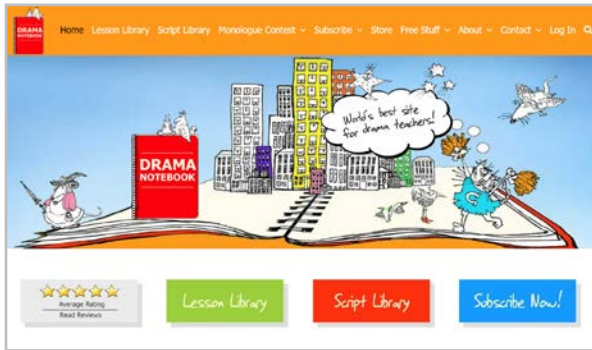 DRAMA
NOTEBOOK
Home Lesson Library Script Library Monologue Contest Subscribe Store Free Stuff About Contact Log In
World's best site
for drama teachers!
DRAMA
NOTEBOOK
C
Average Rating
Read Reviews
Lesson Library
Script Library
Subscribe Now!